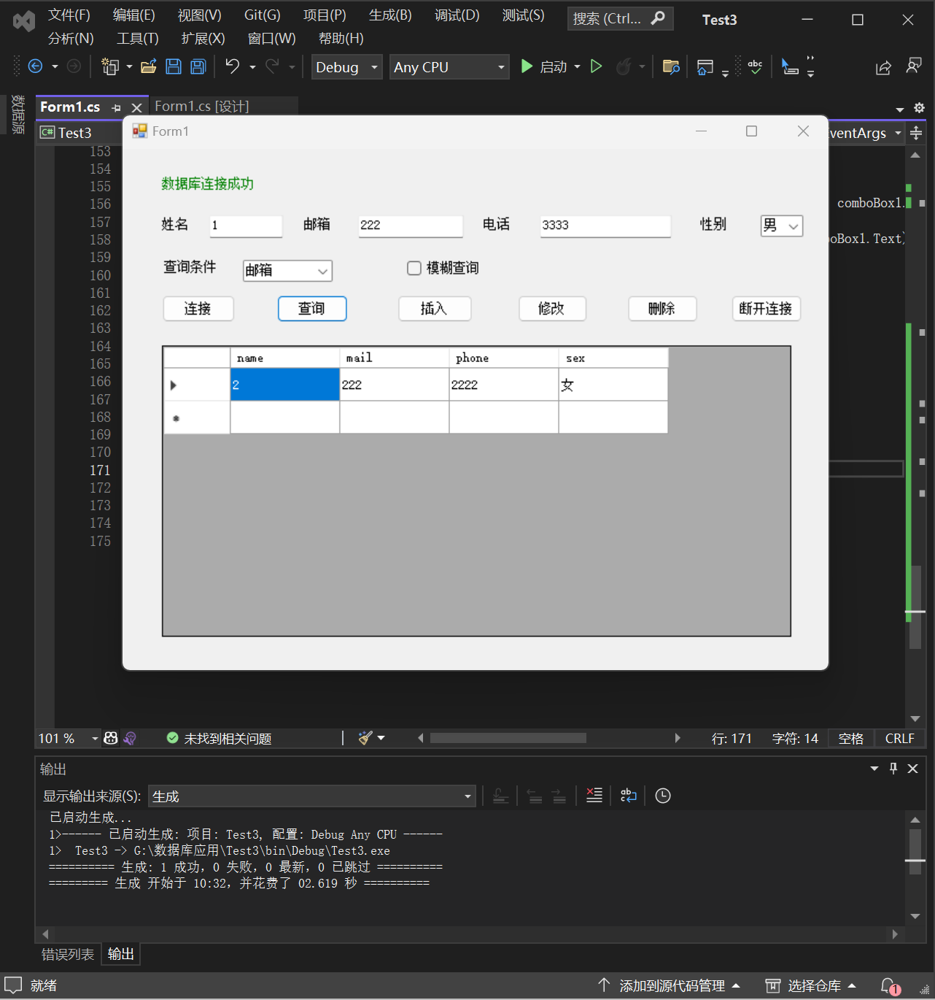 文件(F) 编辑(E) 视图(V) Git(G) 项目(P) 生成(B) 调试(D) 测试(S) 搜索 (Ctrl... Test3
分析(N) 工具(T) 扩展(X) 窗口(W) 帮助(H)
Debug Any CPU 启动 abc
数据源
Form1.cs Form1.cs [设计]
C# Test3 ventArgs
Form1
153
154
155
156 comboBox1.
157
158 oBox1.Text)
159
160
161
162
163
164
165
166
167
168
169
170
171
172
173
174
175
数据库连接成功
姓名 1 邮箱 222 电话 3333 性别 男
查询条件 邮箱 模糊查询
连接 查询 插入 修改 删除 断开连接
name mail phone sex
2 222 2222 女
101 % 未找到相关问题 行: 171 字符: 14 空格 CRLF
输出
显示输出来源(S): 生成
已启动生成...
1>------ 已启动生成: 项目: Test3, 配置: Debug Any CPU ------
1>  Test3 -> G:\数据库应用\Test3\bin\Debug\Test3.exe
========== 生成: 1 成功，0 失败，0 最新，0 已跳过 ==========
========= 生成 开始于 10:32，并花费了 02.619 秒 ==========
错误列表 输出
就绪 添加到源代码管理 选择仓库 1